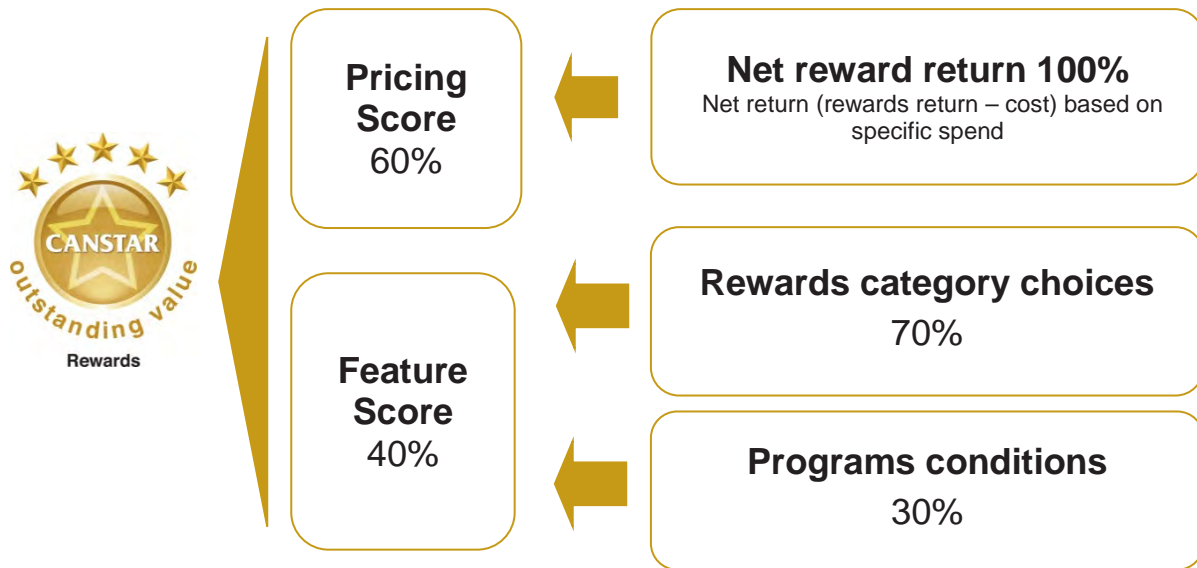 CANSTAR
outstanding value
Rewards
Pricing
Score
60%
Net reward return 100%
Net return (rewards return – cost) based on
specific spend
Feature
Score
40%
Rewards category choices
70%
Programs conditions
30%